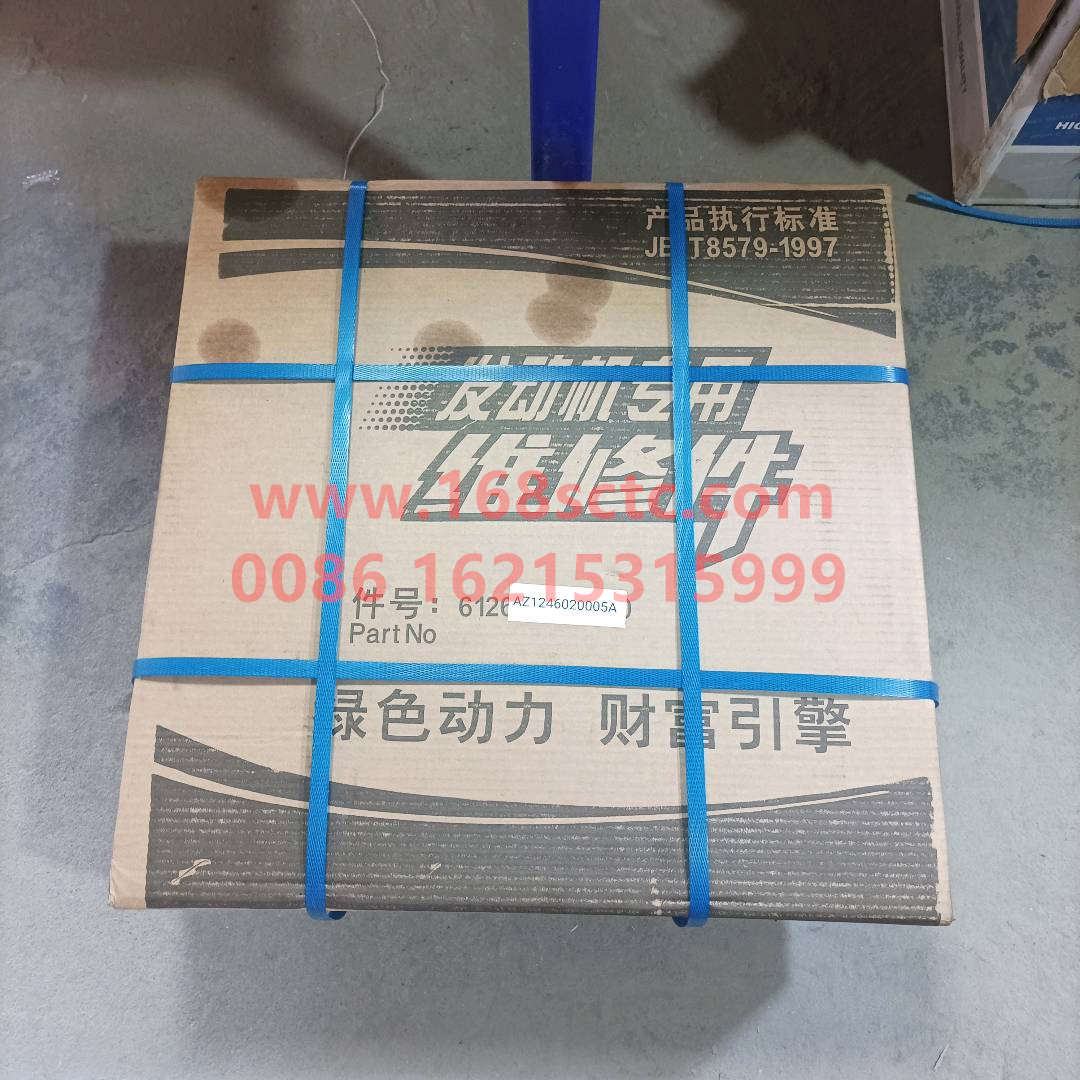 产品执行标准
JB/T8579-1997
发动机专用
维修件
www.168sctc.com
0086 16215315999
件号：6126
AZ1246020005A
Part No
绿色动力 财富引擎